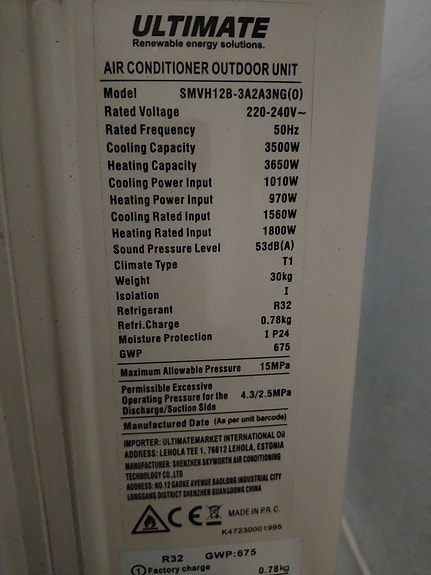 ULTIMATE
Renewable energy solutions.
AIR CONDITIONER OUTDOOR UNIT
Model SMVH12B-3A2A3NG(O)
Rated Voltage 220-240V~
Rated Frequency 50Hz
Cooling Capacity 3500W
Heating Capacity 3650W
Cooling Power Input 1010W
Heating Power Input 970W
Cooling Rated Input 1560W
Heating Rated Input 1800W
Sound Pressure Level 53dB(A)
Climate Type T1
Weight 30kg
Isolation I
Refrigerant R32
Refri.Charge 0.78kg
Moisture Protection I P24
GWP 675
Maximum Allowable Pressure 15MPa
Permissible Excessive
Operating Pressure for the 4.3/2.5MPa
Discharge/Suction Side
Manufactured Date (As per unit barcode)
IMPORTER: ULTIMATEMARKET INTERNATIONAL OÜ
ADDRESS: LEHOLA TEE 1, 76612 LEHOLA, ESTONIA
MANUFACTURER: SHENZHEN SKYWORTH AIR CONDITIONING
TECHNOLOGY CO .,LTD
ADDRESS: NO.12 GAOKE AVENUE BAOLONG INDUSTRIAL CITY
LONGGANG DISTRICT SHENZHEN GUANGDONG CHINA
CE MADE IN P.R.C.
K47230001995
R32 GWP:675
1 Factory charge 0.78kg